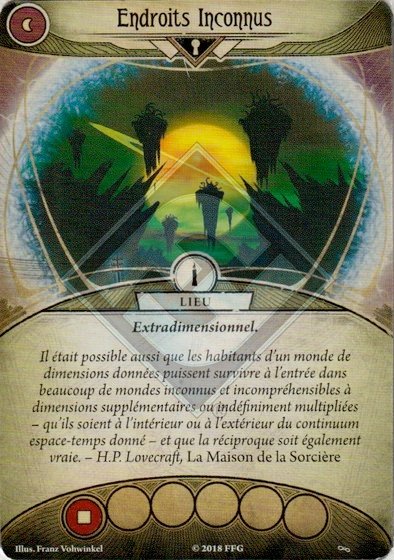 Endroits Inconnus
LIEU
Extradimensionnel.
Il était possible aussi que les habitants d'un monde de
dimensions données puissent survivre à l'entrée dans
beaucoup de mondes inconnus et incompréhensibles à
dimensions supplémentaires ou indéfiniment multipliées
– qu'ils soient à l'intérieur ou à l'extérieur du continuum
espace-temps donné – et que la réciproque soit également
vraie. – H.P. Lovecraft, La Maison de la Sorcière
Illus. Franz Vohwinkel
© 2018 FFG